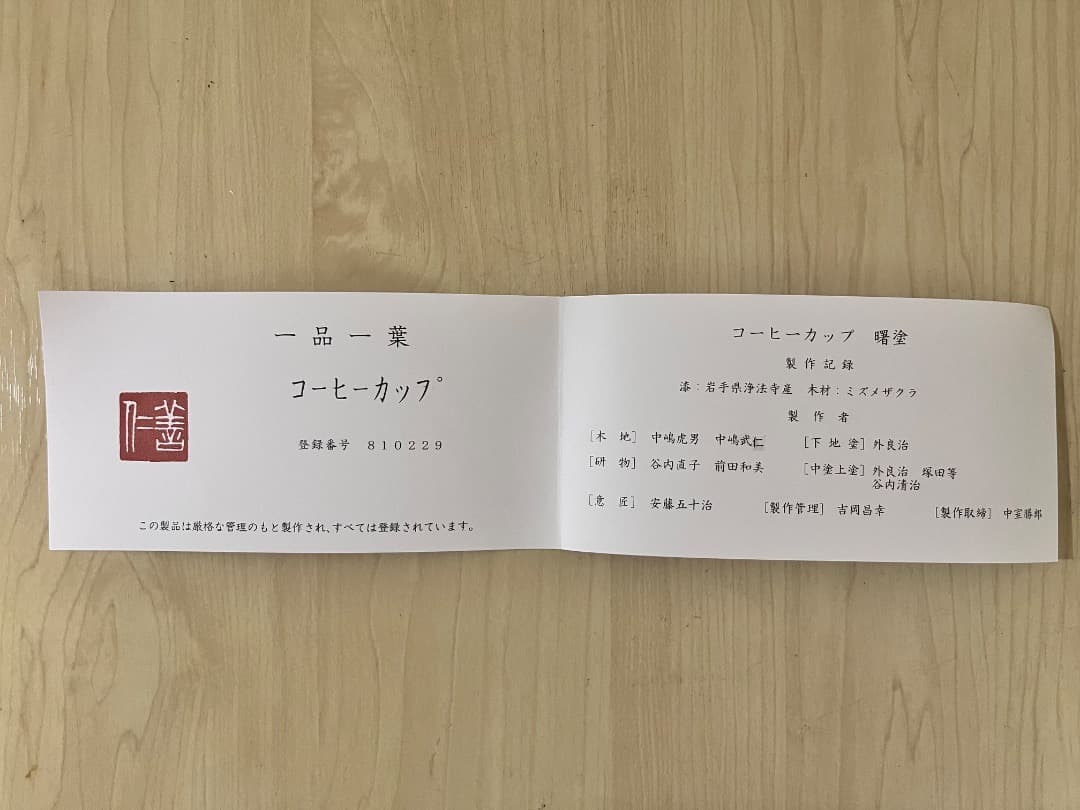 一品一葉
コーヒーカップ
仁善
登録番号 810229
この製品は厳格な管理のもと製作され、すべては登録されています。
コーヒーカップ 曙塗
製作記録
漆：岩手県浄法寺産 木材：ミズメザクラ
製作者
［木 地］ 中嶋虎男 中嶋武仁 ［下地塗］外良治
［研 物］ 谷内直子 前田和美 ［中塗上塗］外良治 塚田等
谷内清治
［意 匠］ 安藤五十治 ［製作管理］ 吉岡昌幸 ［製作取締］ 中室勝郎